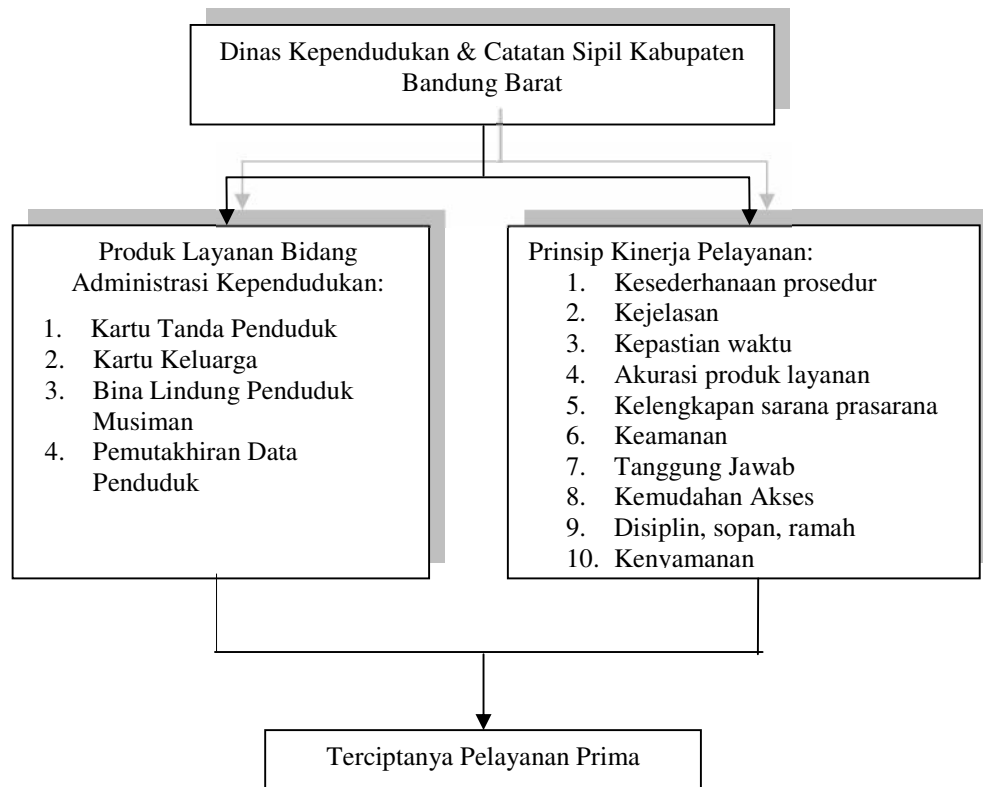 Dinas Kependudukan & Catatan Sipil Kabupaten
Bandung Barat
Produk Layanan Bidang
Administrasi Kependudukan:
1. Kartu Tanda Penduduk
2. Kartu Keluarga
3. Bina Lindung Penduduk
Musiman
4. Pemutakhiran Data
Penduduk
Prinsip Kinerja Pelayanan:
1. Kesederhanaan prosedur
2. Kejelasan
3. Kepastian waktu
4. Akurasi produk layanan
5. Kelengkapan sarana prasarana
6. Keamanan
7. Tanggung Jawab
8. Kemudahan Akses
9. Disiplin, sopan, ramah
10. Kenyamanan
Terciptanya Pelayanan Prima